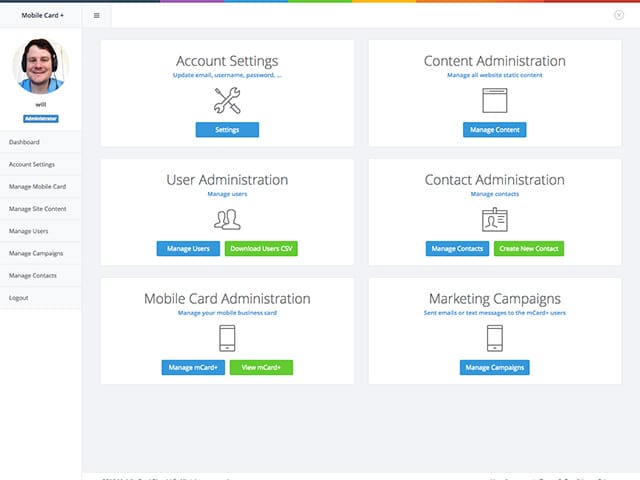 Mobile Card +
will
Administrator
Dashboard
Account Settings
Manage Mobile Card
Manage Site Content
Manage Users
Manage Campaigns
Manage Contacts
Logout
Account Settings
Update email, username, password, ...
Settings
Content Administration
Manage all website static content
Manage Content
User Administration
Manage users
Manage Users
Download Users CSV
Contact Administration
Manage contacts
Manage Contacts
Create New Contact
Mobile Card Administration
Manage your mobile business card
Manage mCard+
View mCard+
Marketing Campaigns
Sent emails or text messages to the mCard+ users
Manage Campaigns